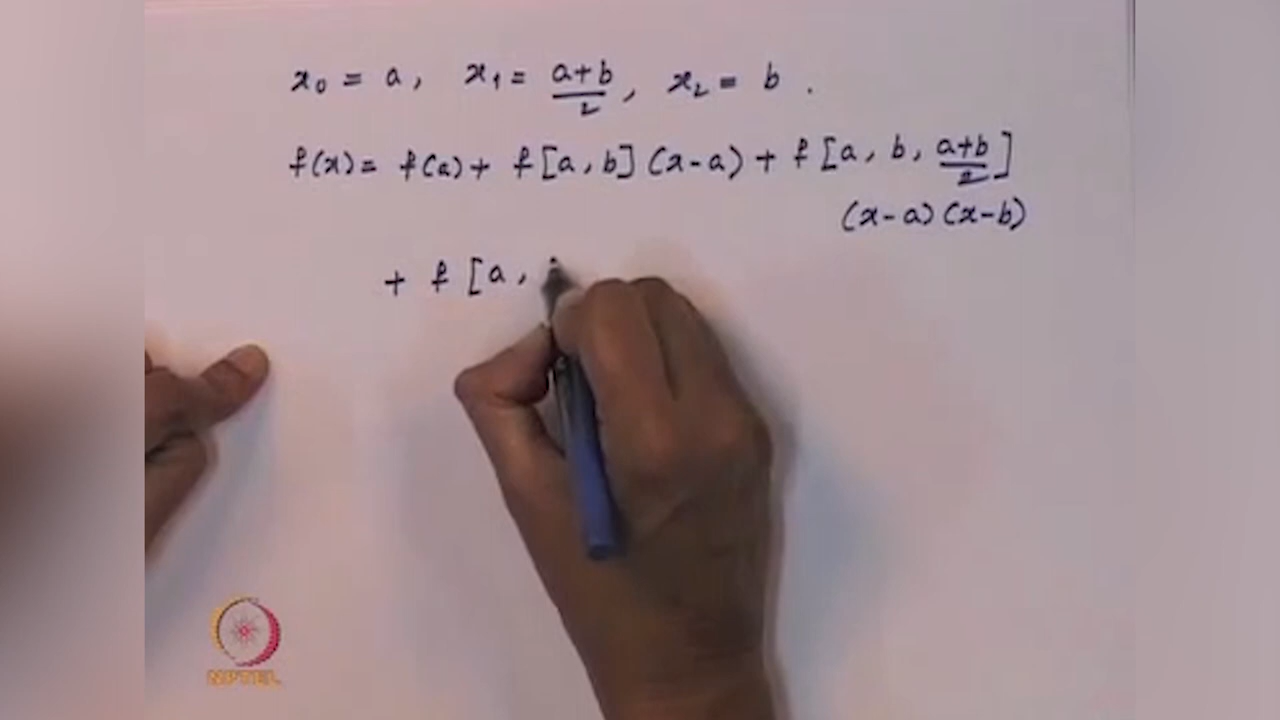 x₀ = a, x₁ = (a+b)/2, x₂ = b .
f(x) = f(a) + f[a, b](x-a) + f[a, b, (a+b)/2]
(x-a)(x-b)
+ f[a,
NPTEL